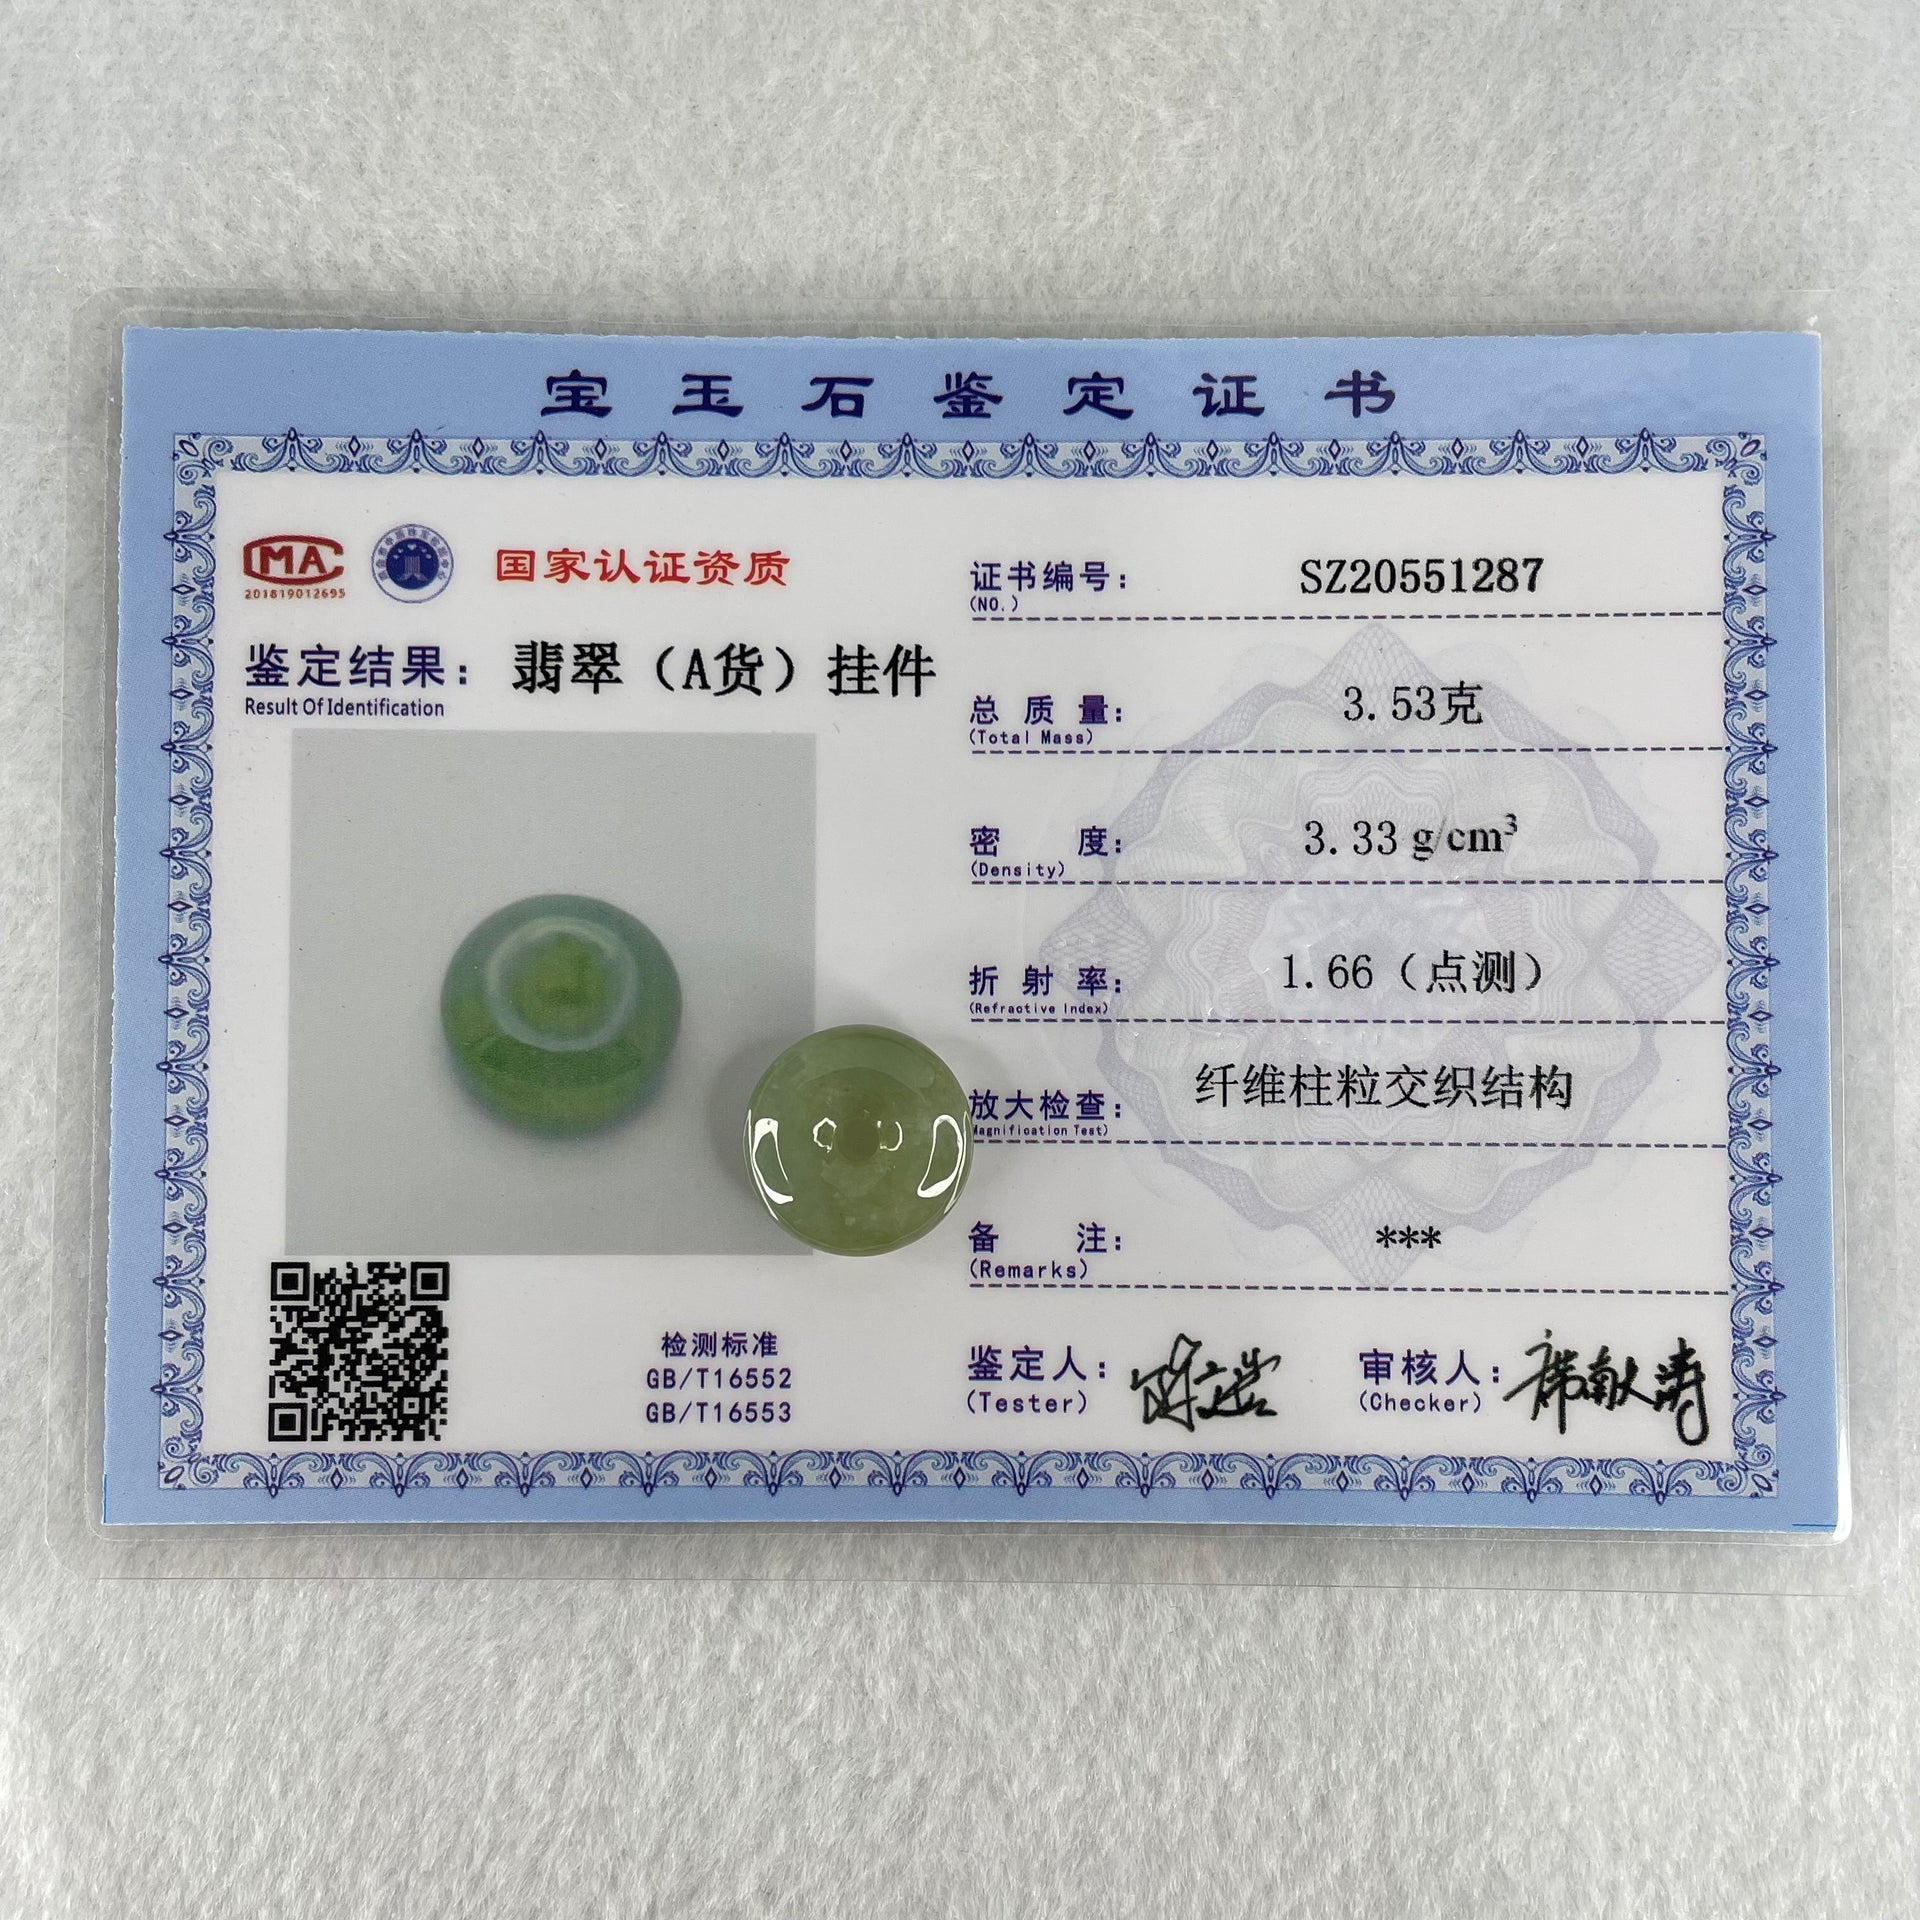 宝玉石鉴定证书
MA
201819012695
国家认证资质
鉴定结果：翡翠（A货）挂件
Result Of Identification
检测标准
GB/T16552
GB/T16553
证书编号： SZ20551287
(NO.)
总质量： 3.53克
(Total Mass)
密度： 3.33 g/cm³
(Density)
折射率： 1.66（点测）
(Refractive Index)
放大检查： 纤维柱粒交织结构
Magnification Test)
备注： ***
(Remarks)
鉴定人：
(Tester)
审核人：
(Checker)